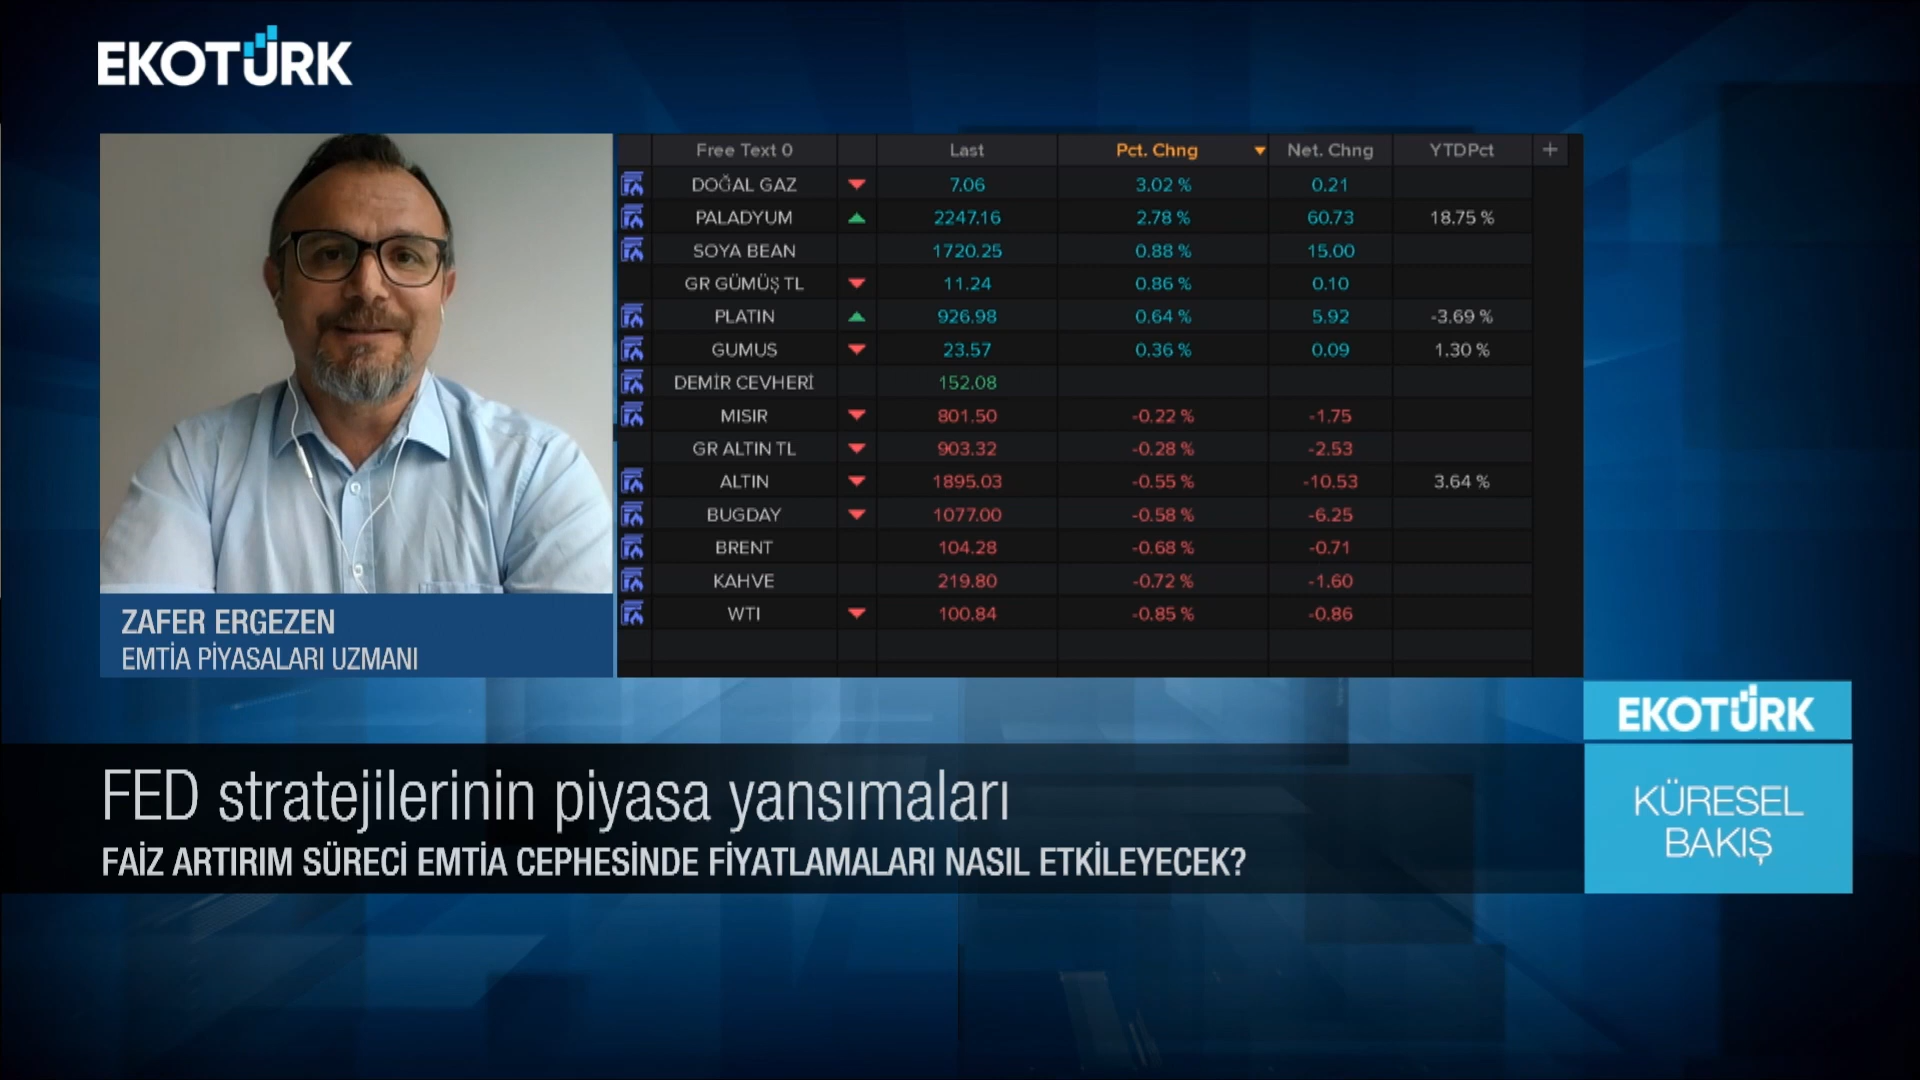 EKOTÜRK
Free Text 0 Last Pct. Chng Net. Chng YTDPct +
DOĞAL GAZ 7.06 3.02 % 0.21
PALADYUM 2247.16 2.78 % 60.73 18.75 %
SOYA BEAN 1720.25 0.88 % 15.00
GR GÜMÜŞ TL 11.24 0.86 % 0.10
PLATIN 926.98 0.64 % 5.92 -3.69 %
GUMUS 23.57 0.36 % 0.09 1.30 %
DEMİR CEVHERİ 152.08
MISIR 801.50 -0.22 % -1.75
GR ALTIN TL 903.32 -0.28 % -2.53
ALTIN 1895.03 -0.55 % -10.53 3.64 %
BUGDAY 1077.00 -0.58 % -6.25
BRENT 104.28 -0.68 % -0.71
KAHVE 219.80 -0.72 % -1.60
WTI 100.84 -0.85 % -0.86
ZAFER ERGEZEN
EMTİA PİYASALARI UZMANI
EKOTÜRK
KÜRESEL
BAKIŞ
FED stratejilerinin piyasa yansımaları
FAİZ ARTIRIM SÜRECİ EMTİA CEPHESİNDE FİYATLAMALARI NASIL ETKİLEYECEK?